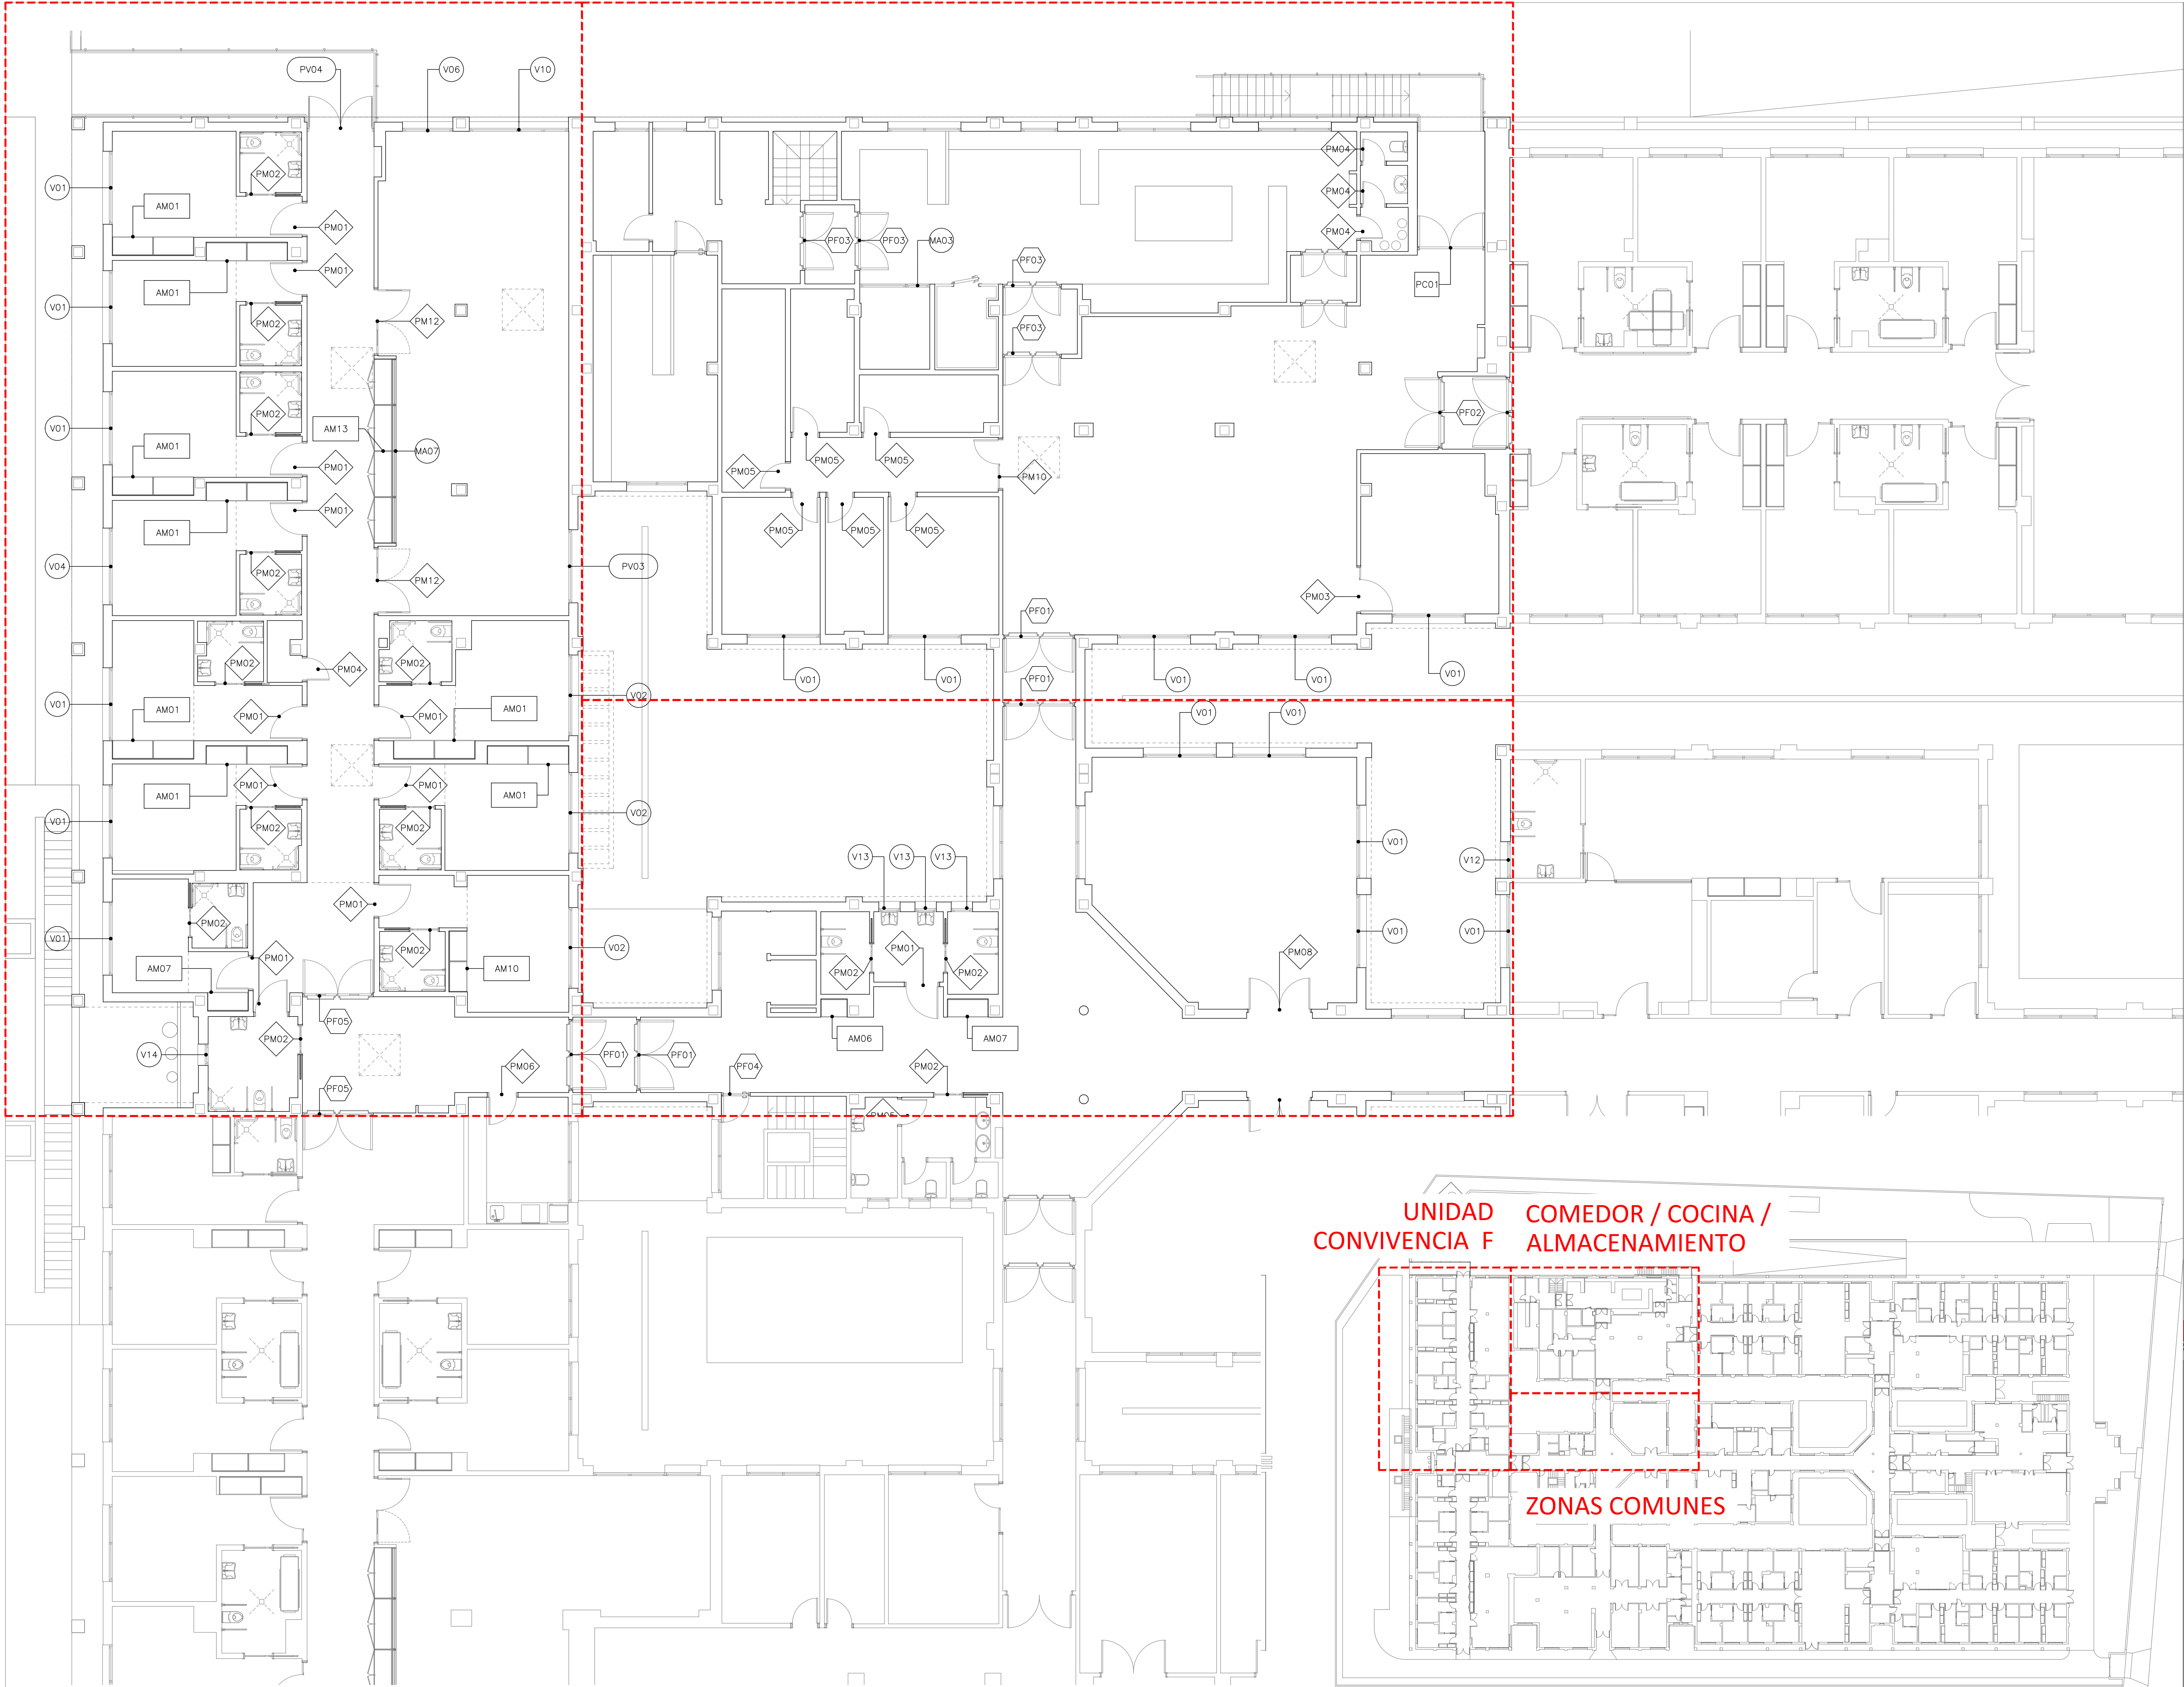 PV04
V06
V10
PM04
V01
PM02
AM01
PM04
PM01
PM04
PF03
PF03
MA03
PF03
PM01
AM01
PC01
V01
PM02
PM12
PF03
PM02
PF02
V01
AM13
AM01
MA07
PM05
PM05
PM01
PM05
PM10
PM01
AM01
PM05
PM05
PM05
V04
PM02
PM12
PV03
PM03
PF01
PM02
PM02
PM04
V01
V01
PF01
V01
V01
V01
V02
V01
AM01
PM01
PM01
AM01
V01
V01
AM01
PM01
PM01
AM01
V01
PM02
PM02
V02
V01
V13
V13
V13
V12
PM01
PM02
V01
PM02
V02
PM01
V01
V01
PM01
AM07
AM10
PM02
PM02
PM08
PF05
PM02
AM06
AM07
V14
PF01
PF01
PM06
PF04
PM02
PF05
PM05
UNIDAD
CONVIVENCIA F
COMEDOR / COCINA /
ALMACENAMIENTO
ZONAS COMUNES